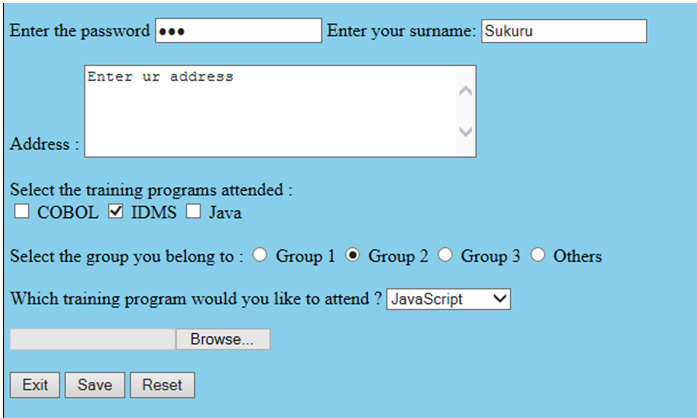 Enter the password ●●● Enter your surname: Sukuru
Enter ur address
Address :
Select the training programs attended :
COBOL IDMS Java
Select the group you belong to : Group 1 Group 2 Group 3 Others
Which training program would you like to attend ? JavaScript
Browse...
Exit Save Reset